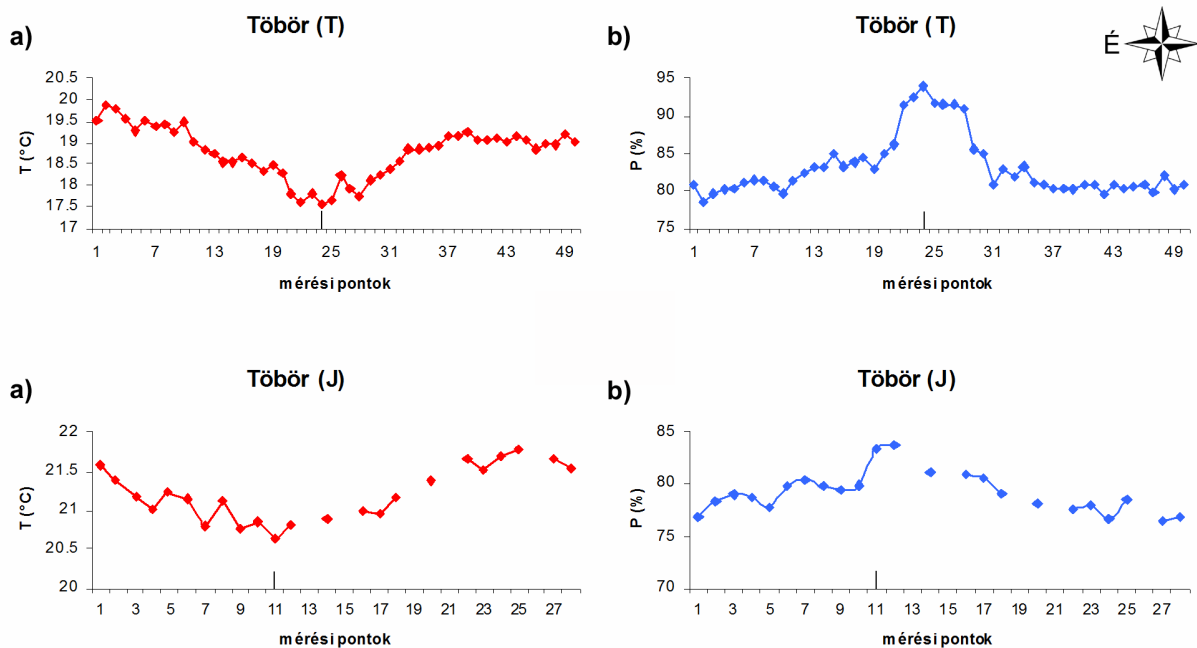 a)
Töbör (T)
T (°C)
20.5
20
19.5
19
18.5
18
17.5
17
1 7 13 19 25 31 37 43 49
mérési pontok
b)
Töbör (T)
É
P (%)
95
90
85
80
75
1 7 13 19 25 31 37 43 49
mérési pontok
a)
Töbör (J)
T (°C)
22
21.5
21
20.5
20
1 3 5 7 9 11 13 15 17 19 21 23 25 27
mérési pontok
b)
Töbör (J)
P (%)
85
80
75
70
1 3 5 7 9 11 13 15 17 19 21 23 25 27
mérési pontok